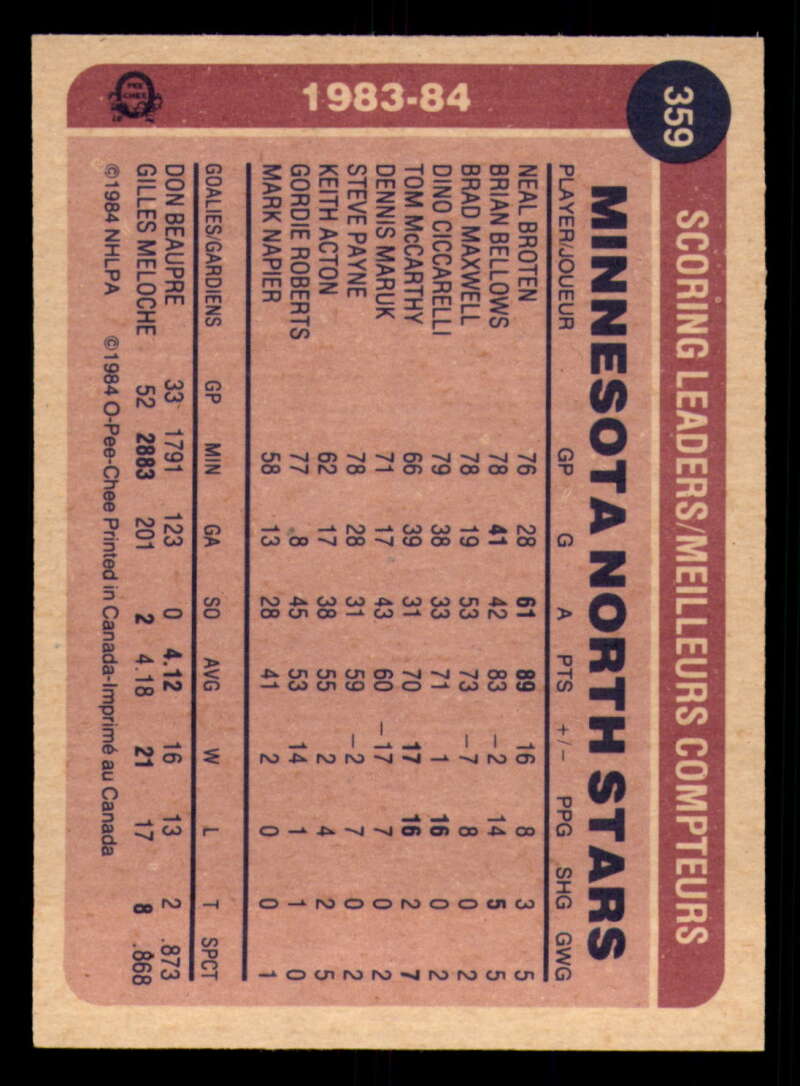 359
SCORING LEADERS/MEILLEURS COMPTEURS
1983-84
MINNESOTA NORTH STARS
PLAYER/JOUEUR GP G A PTS +/- PPG SHG GWG
NEAL BROTEN 76 28 61 89 16 8 3 5
BRIAN BELLOWS 78 41 42 83 -2 14 5 5
BRAD MAXWELL 78 19 53 73 -7 8 0 2
DINO CICCARELLI 79 38 33 71 1 16 0 2
TOM McCARTHY 66 39 31 70 17 16 2 7
DENNIS MARUK 71 17 43 60 -17 7 0 2
STEVE PAYNE 78 28 31 59 -2 7 0 2
KEITH ACTON 62 17 38 55 2 4 2 5
GORDIE ROBERTS 77 8 45 53 14 1 1 0
MARK NAPIER 58 13 28 41 2 0 0 1
GOALIES/GARDIENS GP MIN GA SO AVG W L T SPCT
DON BEAUPRE 33 1791 123 0 4.12 16 13 2 .873
GILLES MELOCHE 52 2883 201 2 4.18 21 17 8 .868
©1984 NHLPA ©1984 O-Pee-Chee Printed in Canada-Imprimé au Canada
PEE
CHEE